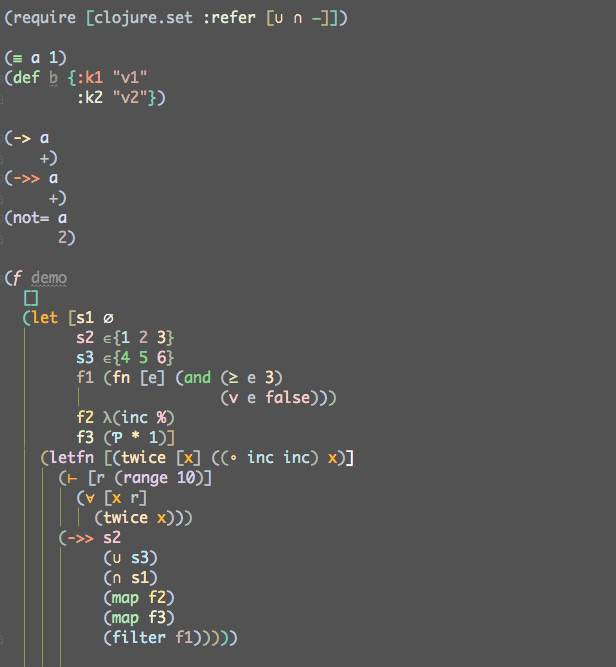 (require [clojure.set :refer [∪ ∩ −]])
(≡ a 1)
(def b {:k1 "v1"
:k2 "v2"})
(-> a
+)
(->> a
+)
(not= a
2)
(ƒ demo
[]
(let [s1 ∅
s2 ∈{1 2 3}
s3 ∈{4 5 6}
f1 (fn [e] (and (≥ e 3)
(∨ e false)))
f2 λ(inc %)
f3 (Ƥ * 1)]
(letfn [(twice [x] ((∘ inc inc) x)]
(⊢ [r (range 10)]
(∀ [x r]
(twice x)))
(->> s2
(∪ s3)
(∩ s1)
(map f2)
(map f3)
(filter f1)))))